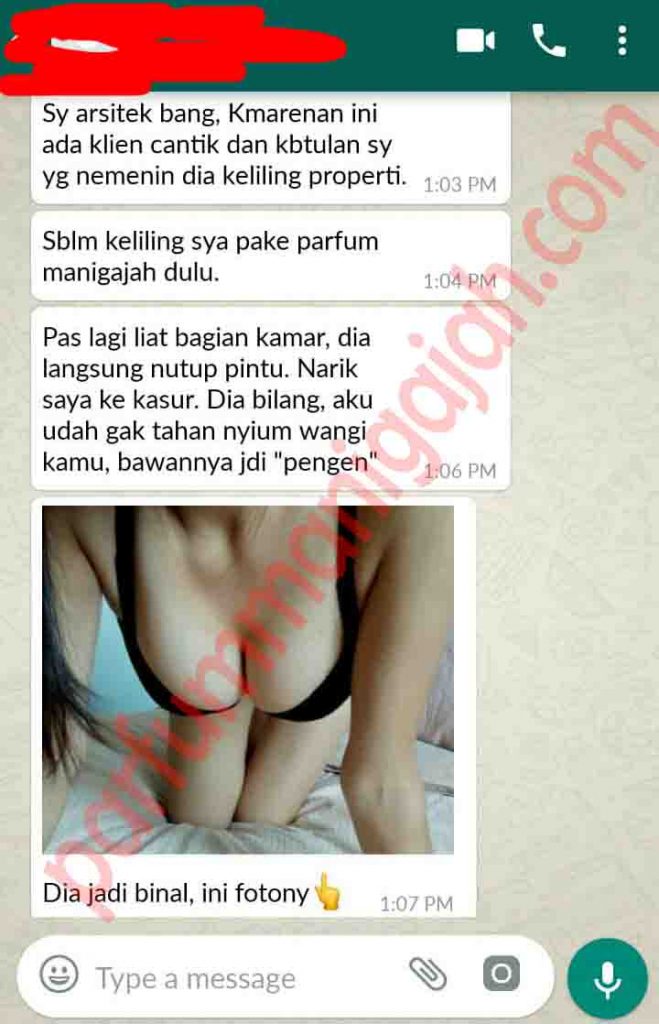 Sy arsitek bang, Kmarenan ini
ada klien cantik dan kbtulan sy
yg nemenin dia keliling properti.
1:03 PM
Sblm keliling sya pake parfum
manigajah dulu.
1:04 PM
Pas lagi liat bagian kamar, dia
langsung nutup pintu. Narik
saya ke kasur. Dia bilang, aku
udah gak tahan nyium wangi
kamu, bawannya jdi "pengen"
1:06 PM
parfummanigajah.com
Dia jadi binal, ini fotony👆
1:07 PM
Type a message